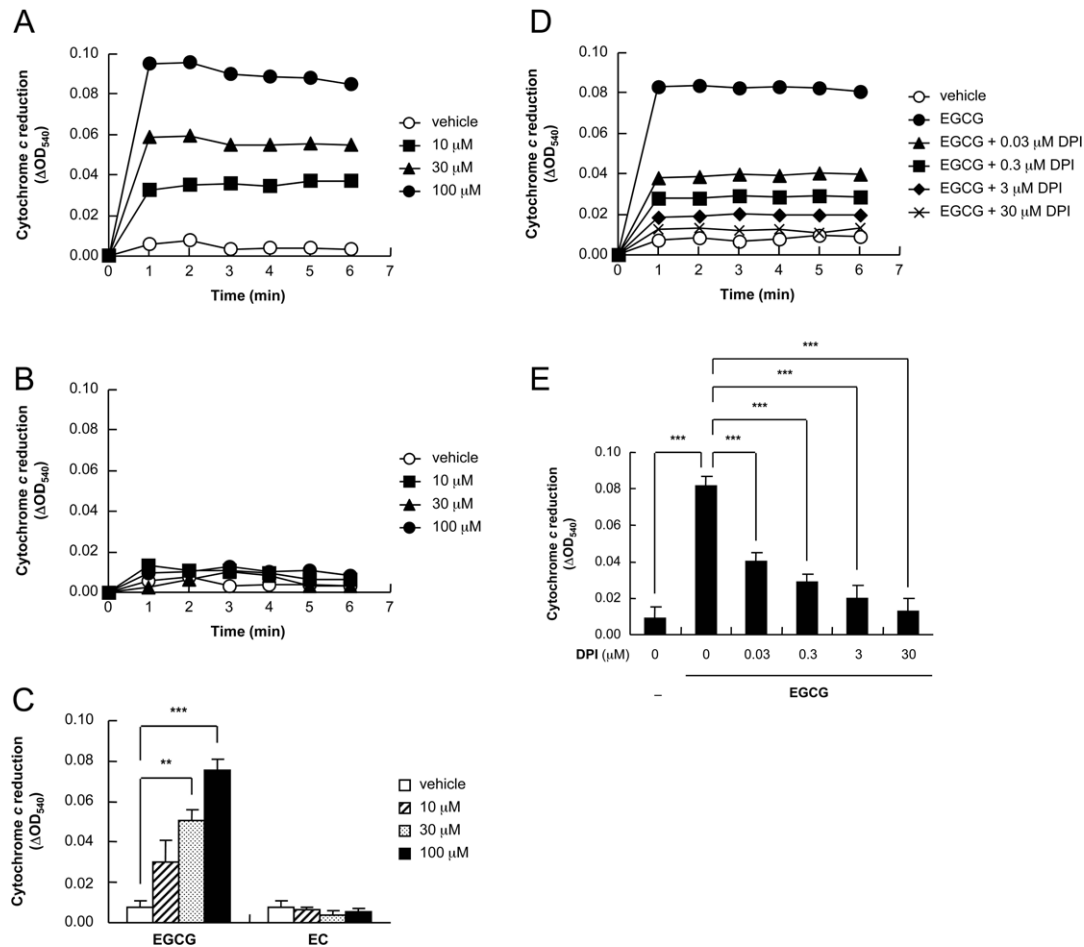 A
Cytochrome c reduction
(ΔOD540)
0.10
0.08
0.06
0.04
0.02
0.00
0 1 2 3 4 5 6 7
Time (min)
vehicle
10 µM
30 µM
100 µM
B
Cytochrome c reduction
(ΔOD540)
0.10
0.08
0.06
0.04
0.02
0.00
0 1 2 3 4 5 6 7
Time (min)
vehicle
10 µM
30 µM
100 µM
C
Cytochrome c reduction
(ΔOD540)
0.10
0.08
0.06
0.04
0.02
0.00
***
**
EGCG EC
vehicle
10 µM
30 µM
100 µM
D
Cytochrome c reduction
(ΔOD540)
0.10
0.08
0.06
0.04
0.02
0.00
0 1 2 3 4 5 6 7
Time (min)
vehicle
EGCG
EGCG + 0.03 µM DPI
EGCG + 0.3 µM DPI
EGCG + 3 µM DPI
EGCG + 30 µM DPI
E
Cytochrome c reduction
(ΔOD540)
0.10
0.08
0.06
0.04
0.02
0.00
***
***
***
*** ***
DPI (µM) 0 0 0.03 0.3 3 30
– EGCG